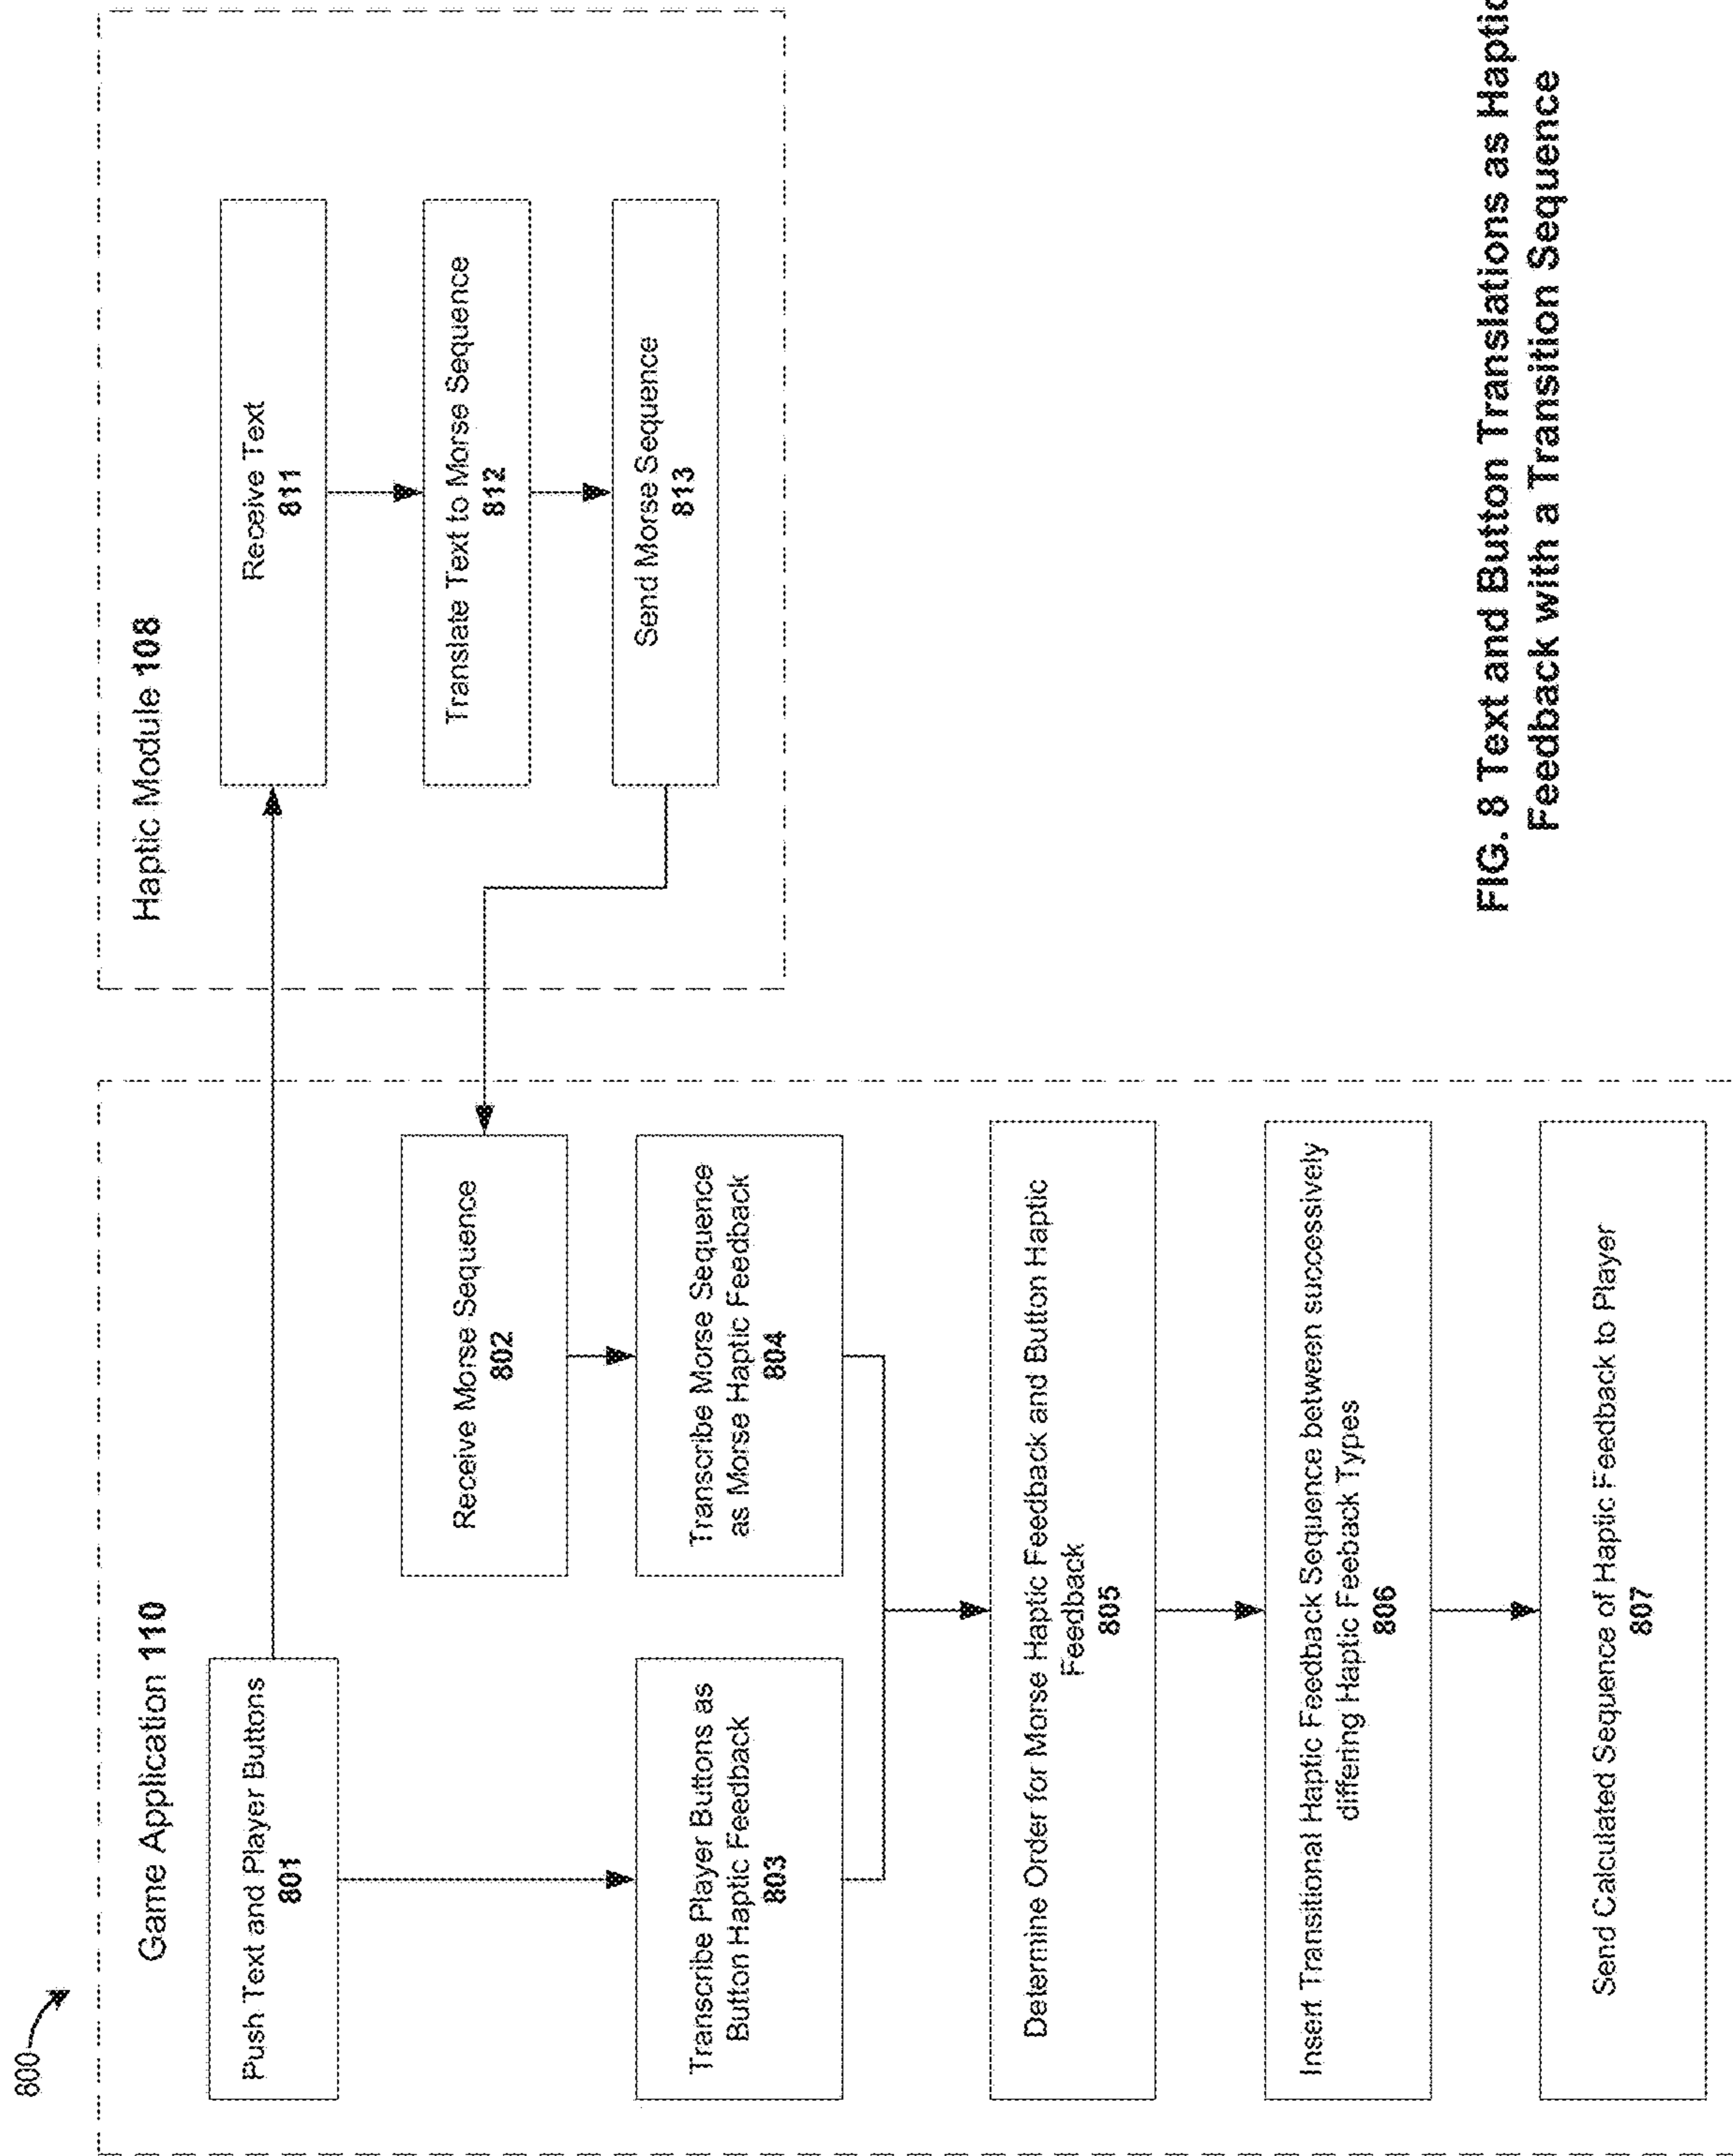 800
Game Application 110
Push Text and Player Buttons
801
Receive Morse Sequence
802
Transcribe Player Buttons as
Button Haptic Feedback
803
Transcribe Morse Sequence
as Morse Haptic Feedback
804
Determine Order for Morse Haptic Feedback and Button Haptic
Feedback
805
Insert Transitional Haptic Feedback Sequence between successively
differing Haptic Feeback Types
806
Send Calculated Sequence of Haptic Feedback to Player
807
Haptic Module 108
Receive Text
811
Translate Text to Morse Sequence
812
Send Morse Sequence
813
FIG. 8 Text and Button Translations as Haptic
Feedback with a Transition Sequence